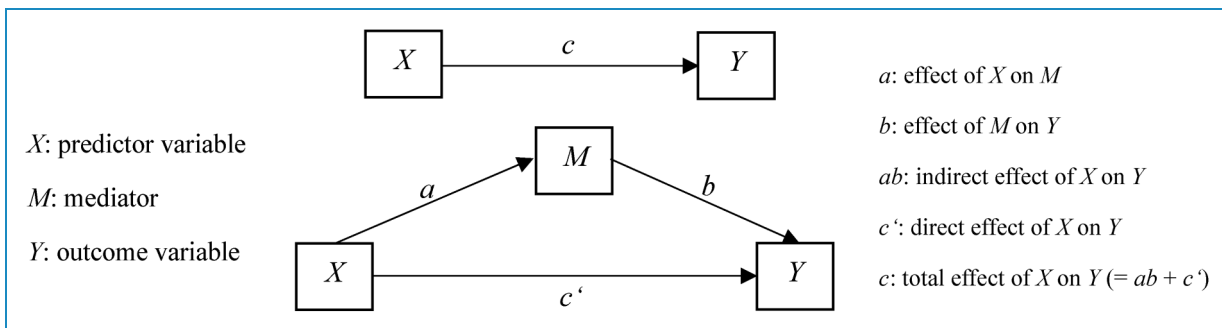 X
c
Y
X: predictor variable
M: mediator
Y: outcome variable
M
a
b
X
c‘
Y
a: effect of X on M
b: effect of M on Y
ab: indirect effect of X on Y
c‘: direct effect of X on Y
c: total effect of X on Y (= ab + c‘)